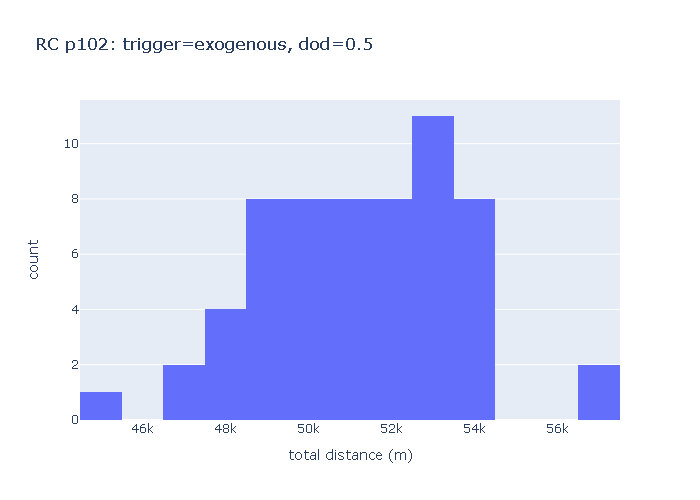 RC p102: trigger=exogenous, dod=0.5
10
8
6
4
2
0
count
46k 48k 50k 52k 54k 56k
total distance (m)